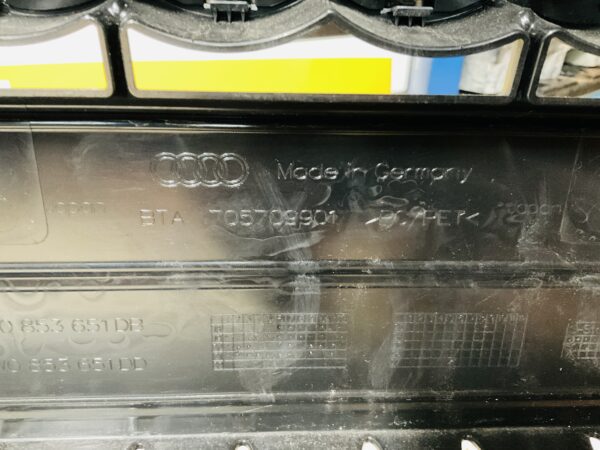 Made in Germany
BTA 705709901 >PC/PET<
0 853 651 DB
0 853 651 DD